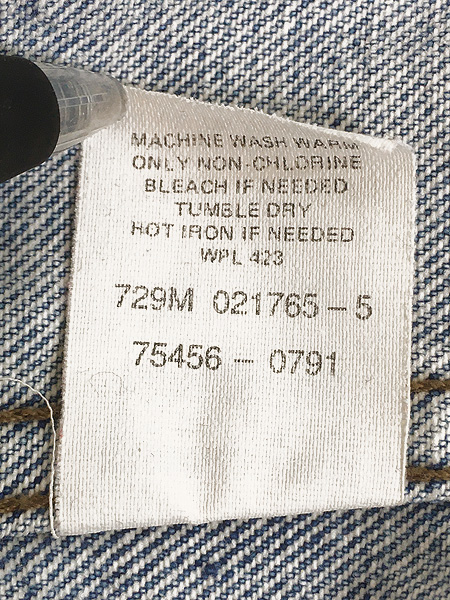 MACHINE WASH WARM
ONLY NON-CHLORINE
BLEACH IF NEEDED
TUMBLE DRY
HOT IRON IF NEEDED
WPL 423
729M 021765-5
75456-0791